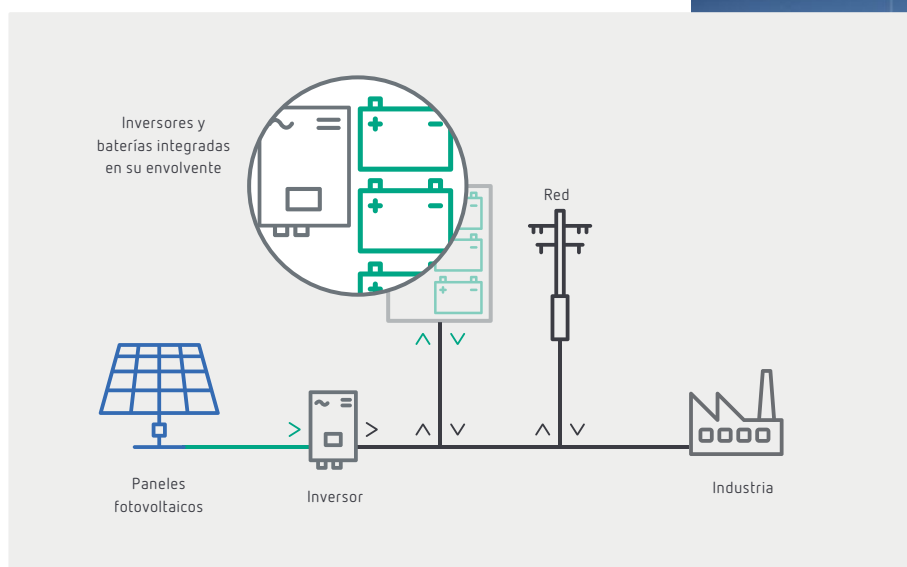 Inversores y
baterías integradas
en su envolvente
Red
Paneles
fotovoltaicos
Inversor
Industria